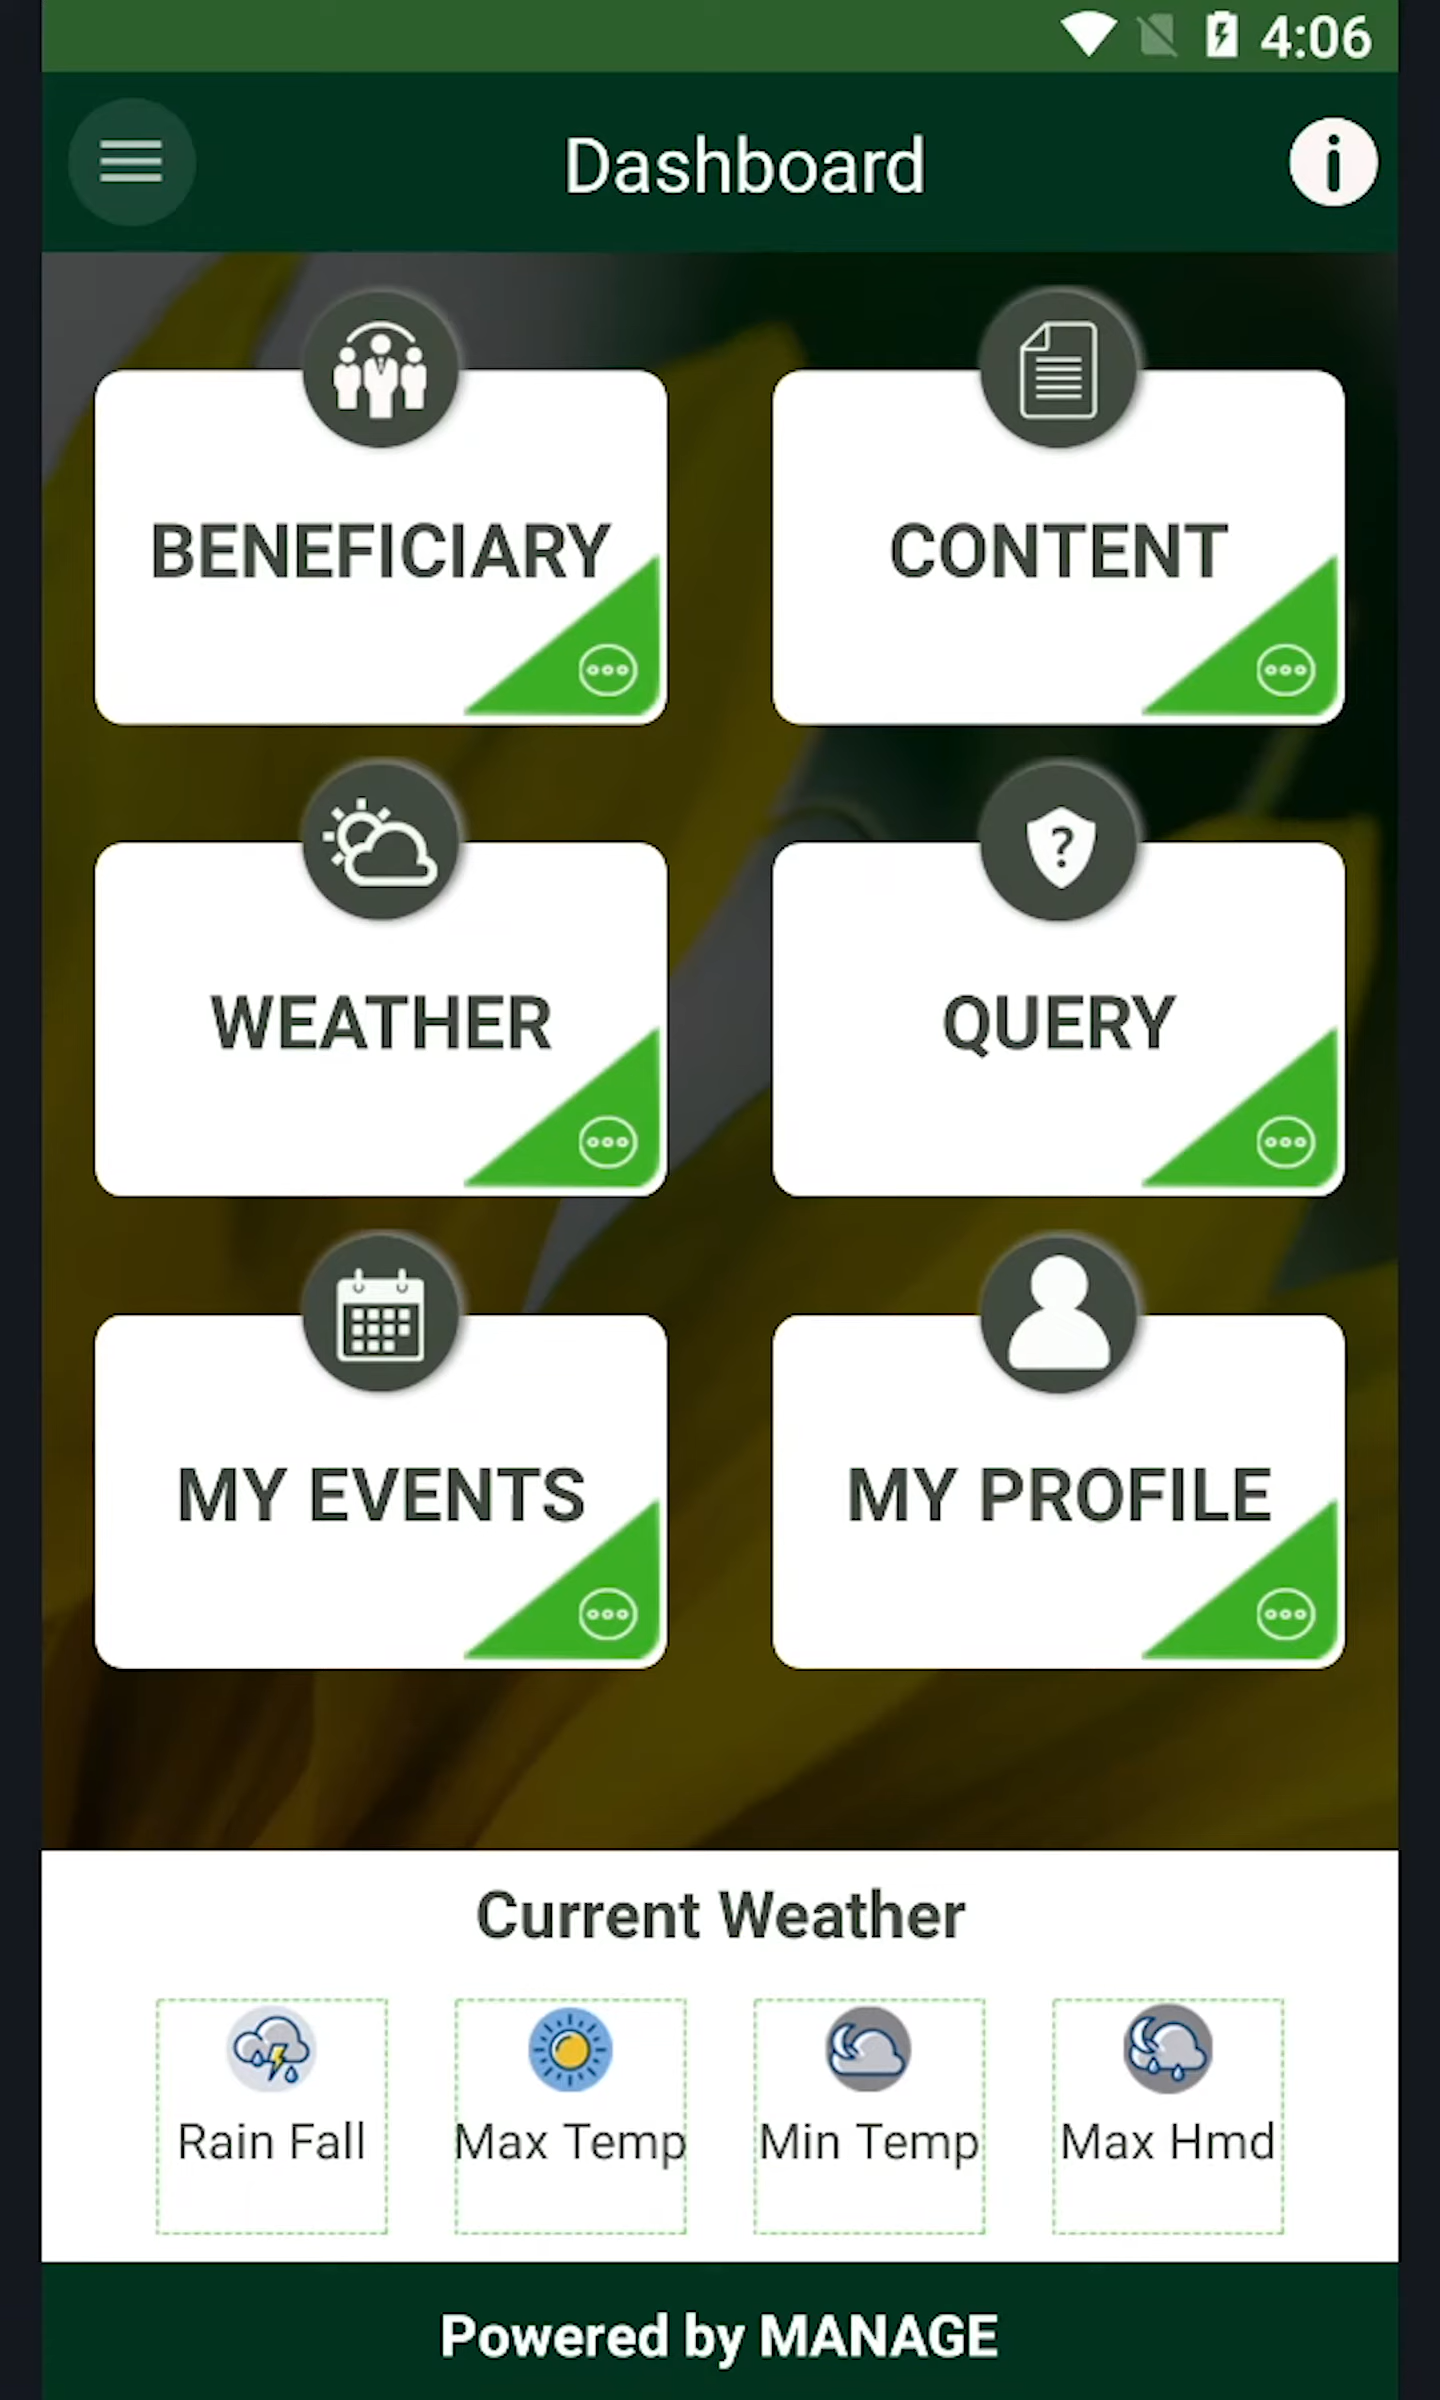 4:06
Dashboard
BENEFICIARY
CONTENT
WEATHER
QUERY
MY EVENTS
MY PROFILE
Current Weather
Rain Fall
Max Temp
Min Temp
Max Hmd
Powered by MANAGE